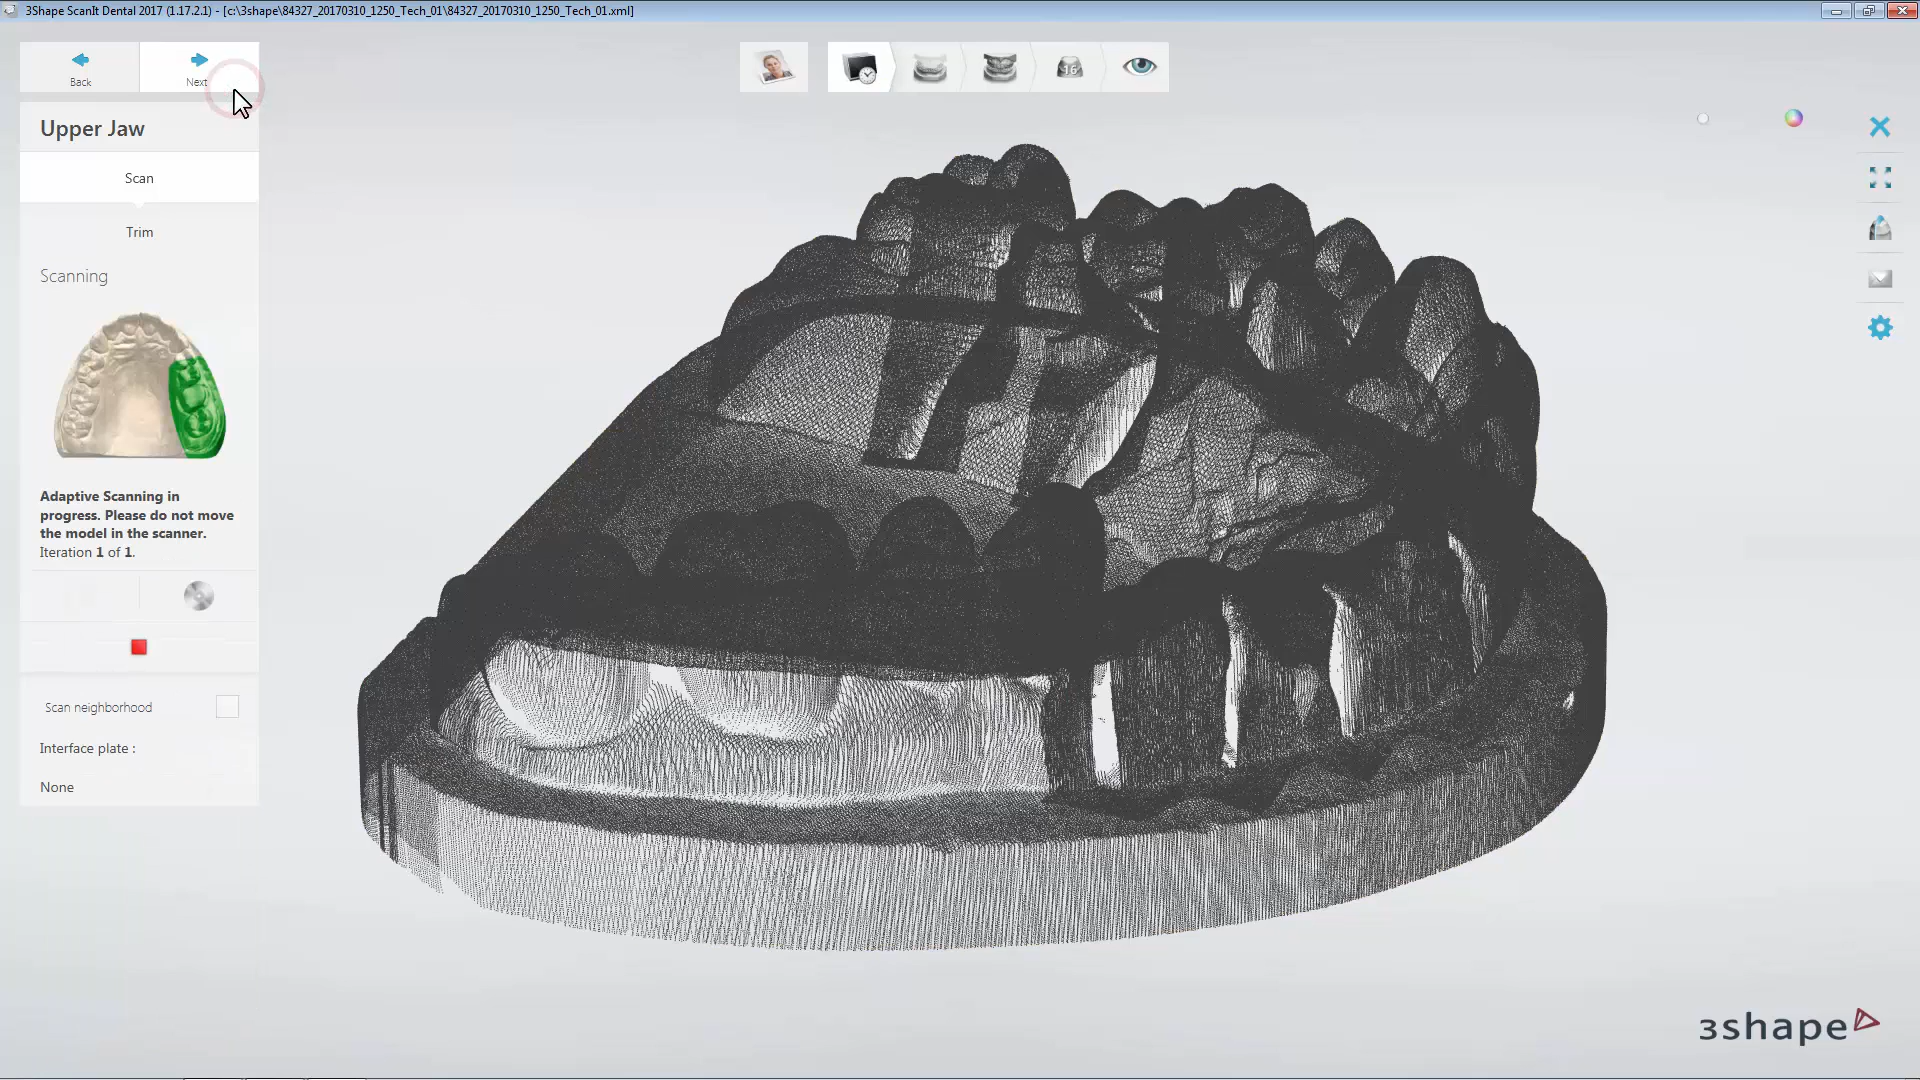 3Shape ScanIt Dental 2017 (1.17.2.1) - [c:\3shape\84327_20170310_1250_Tech_01\84327_20170310_1250_Tech_01.xml]
Back
Next
16
Upper Jaw
Scan
Trim
Scanning
Adaptive Scanning in
progress. Please do not move
the model in the scanner.
Iteration 1 of 1.
Scan neighborhood
Interface plate :
None
3shape